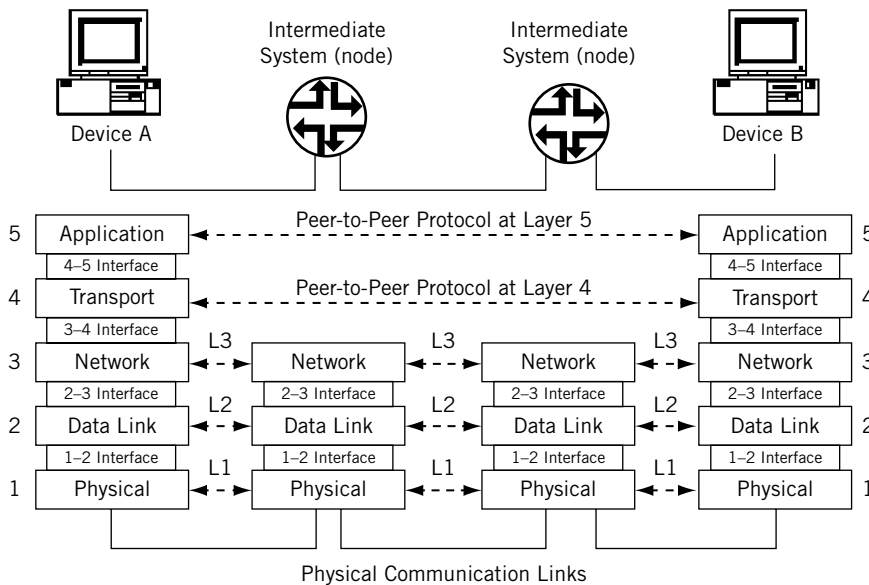 Intermediate
System (node)
Intermediate
System (node)
Device A
Device B
5 Application Peer-to-Peer Protocol at Layer 5 Application 5
4–5 Interface 4–5 Interface
4 Transport Peer-to-Peer Protocol at Layer 4 Transport 4
3–4 Interface 3–4 Interface
3 Network L3 Network L3 Network L3 Network 3
2–3 Interface 2–3 Interface 2–3 Interface 2–3 Interface
2 Data Link L2 Data Link L2 Data Link L2 Data Link 2
1–2 Interface 1–2 Interface 1–2 Interface 1–2 Interface
1 Physical L1 Physical L1 Physical L1 Physical 1
Physical Communication Links